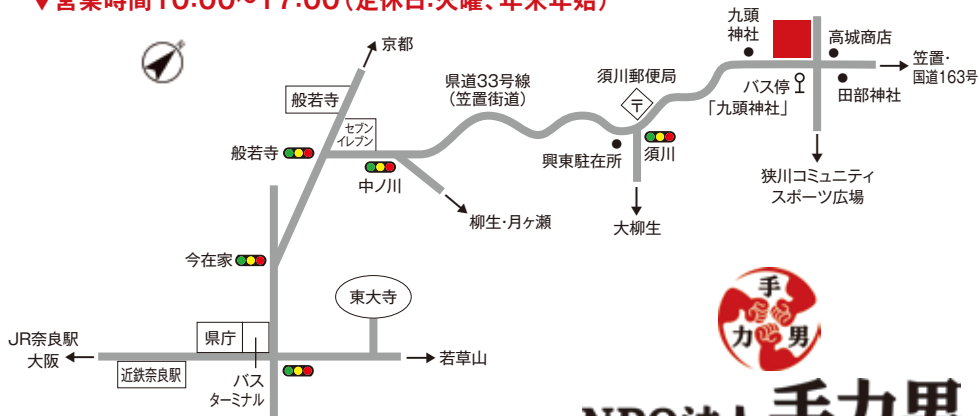 ▼営業時間10:00〜17:00(定休日:火曜、年末年始)
京都
般若寺
セブン
イレブン
般若寺
中ノ川
県道33号線
(笠置街道)
柳生・月ヶ瀬
須川郵便局
〒
興東駐在所
須川
大柳生
九頭
神社
高城商店
笠置・
国道163号
バス停
「九頭神社」
田部神社
狭川コミュニティ
スポーツ広場
今在家
東大寺
JR奈良駅
大阪
県庁
近鉄奈良駅
バス
ターミナル
若草山
手
力
男
NPO法人 手力男